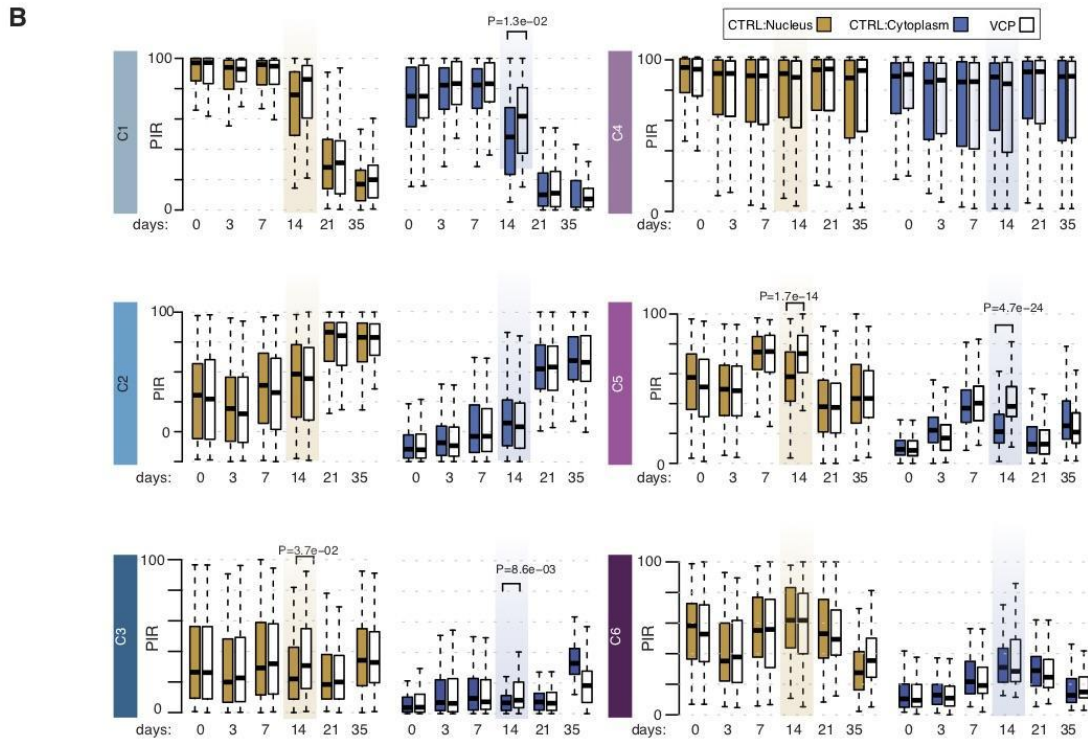 B
CTRL:Nucleus CTRL:Cytoplasm VCP
P=1.3e−02
C1
PIR
100
0
days: 0 3 7 14 21 35
0 3 7 14 21 35
C4
PIR
100
0
days: 0 3 7 14 21 35
0 3 7 14 21 35
C2
PIR
100
0
days: 0 3 7 14 21 35
0 3 7 14 21 35
P=1.7e−14
P=4.7e−24
C5
PIR
100
0
days: 0 3 7 14 21 35
0 3 7 14 21 35
P=3.7e−02
P=8.6e−03
C3
PIR
100
0
days: 0 3 7 14 21 35
0 3 7 14 21 35
C6
PIR
100
0
days: 0 3 7 14 21 35
0 3 7 14 21 35